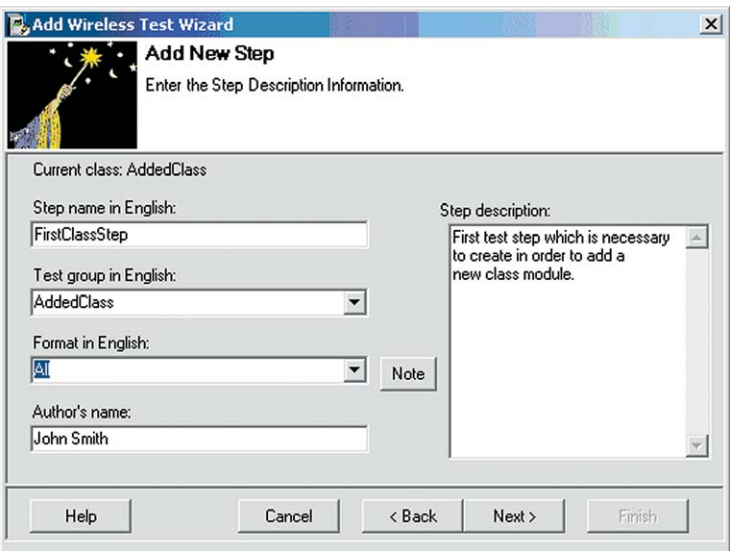 Add Wireless Test Wizard
Add New Step
Enter the Step Description Information.
Current class: AddedClass
Step name in English:
FirstClassStep
Test group in English:
AddedClass
Format in English:
All
Note
Author's name:
John Smith
Step description:
First test step which is necessary
to create in order to add a
new class module.
Help
Cancel
< Back
Next >
Finish